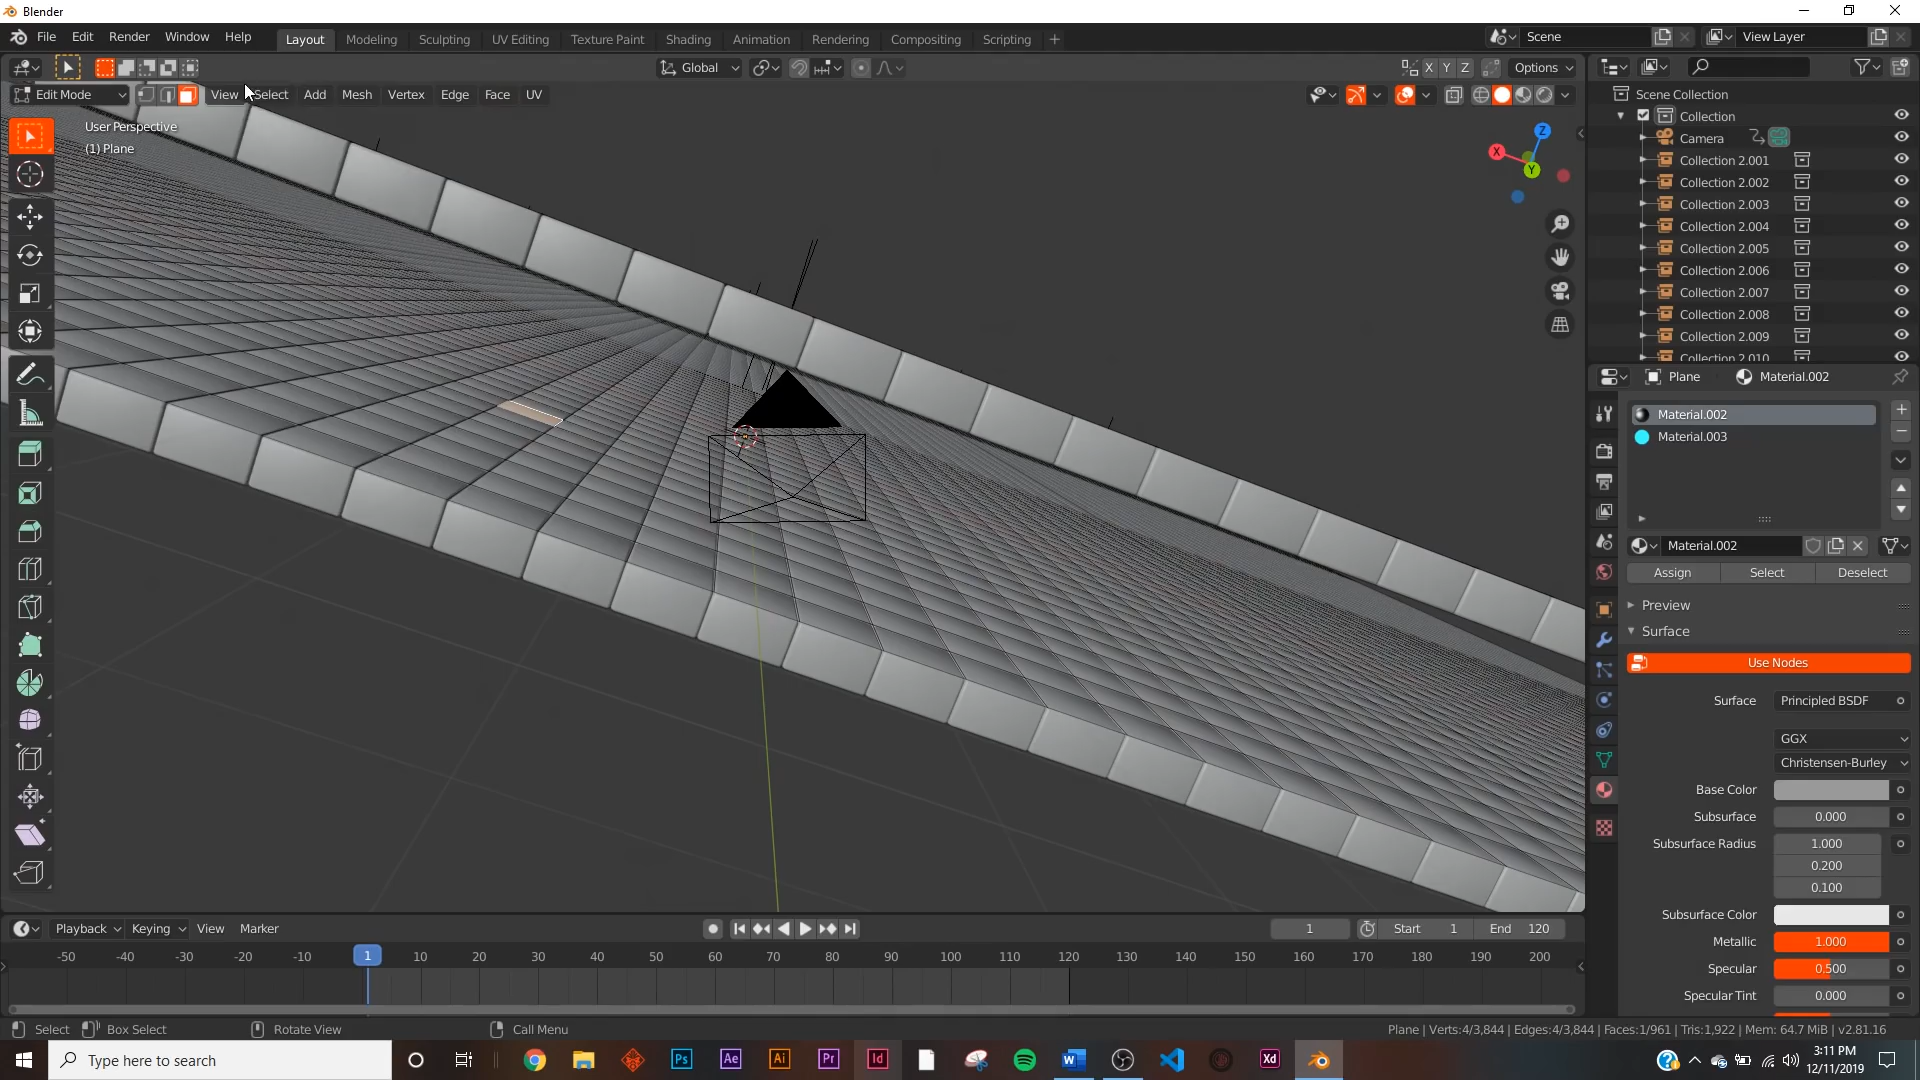 Blender
File Edit Render Window Help
Layout Modeling Sculpting UV Editing Texture Paint Shading Animation Rendering Compositing Scripting +
Scene
View Layer
Global
X Y Z Options
Edit Mode View Select Add Mesh Vertex Edge Face UV
User Perspective
(1) Plane
Z
X
Y
Scene Collection
Collection
Camera
Collection 2.001
Collection 2.002
Collection 2.003
Collection 2.004
Collection 2.005
Collection 2.006
Collection 2.007
Collection 2.008
Collection 2.009
Collection 2.010
Plane Material.002
Material.002
Material.003
Material.002
Assign Select Deselect
Preview
Surface
Use Nodes
Surface Principled BSDF
GGX
Christensen-Burley
Base Color
Subsurface 0.000
Subsurface Radius 1.000
0.200
0.100
Subsurface Color
Metallic 1.000
Specular 0.500
Specular Tint 0.000
Playback Keying View Marker
1 Start 1 End 120
-50 -40 -30 -20 -10 1 10 20 30 40 50 60 70 80 90 100 110 120 130 140 150 160 170 180 190 200
Select Box Select Rotate View Call Menu
Plane | Verts:4/3,844 | Edges:4/3,844 | Faces:1/961 | Tris:1,922 | Mem: 64.7 MiB | v2.81.16
Type here to search
Ps Ae Ai Pr Id Xd
3:11 PM
12/11/2019